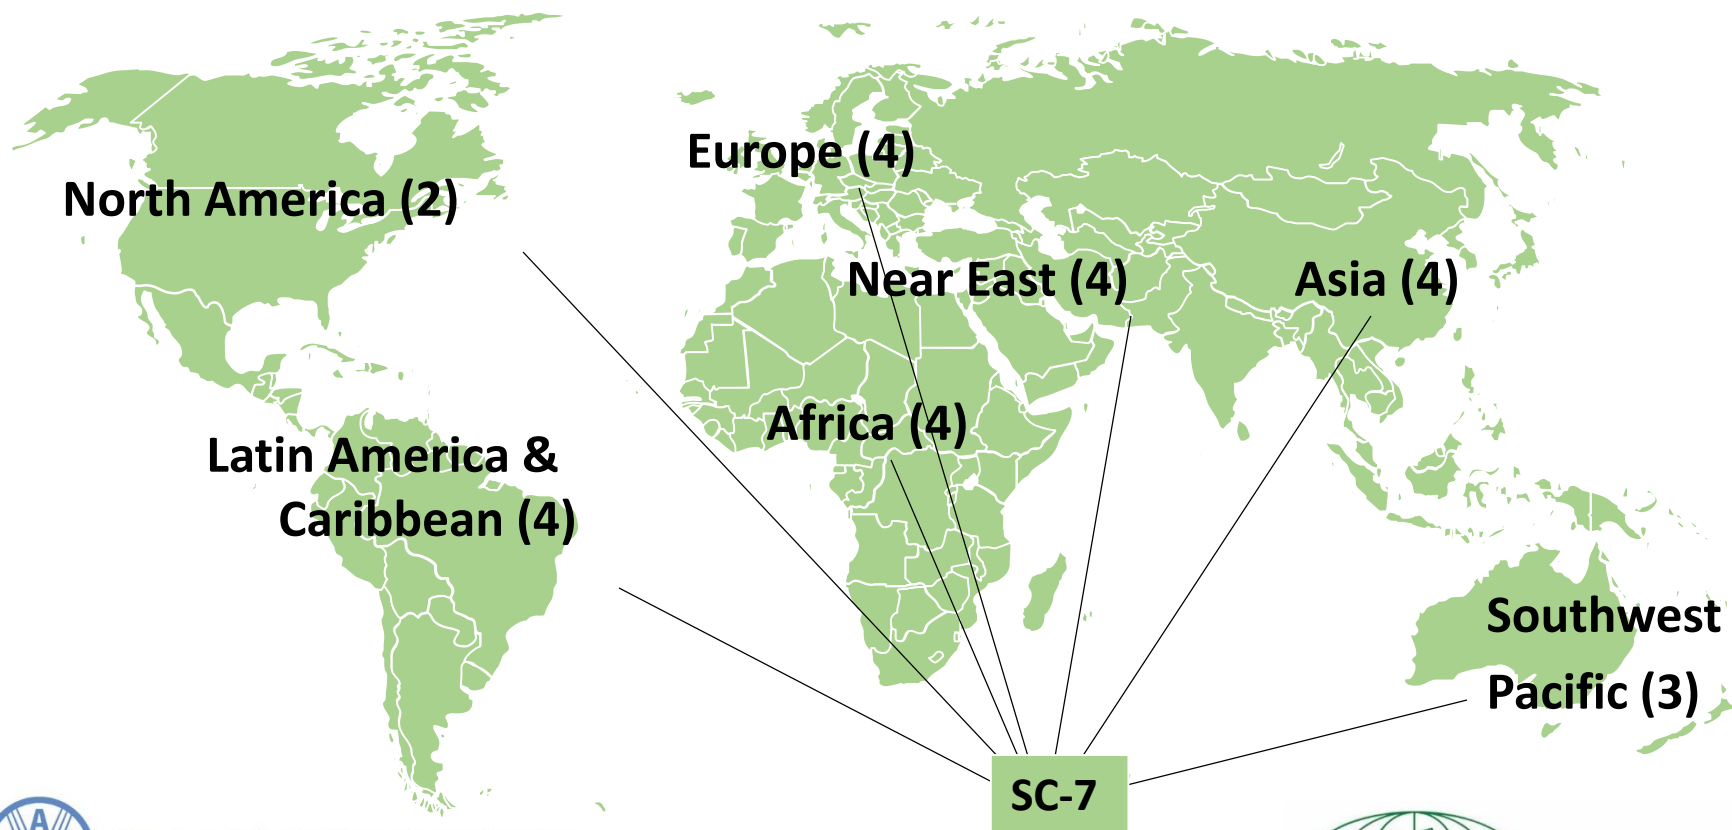 Europe (4)
North America (2)
Near East (4)
Asia (4)
Africa (4)
Latin America &
Caribbean (4)
Southwest
Pacific (3)
SC-7
A